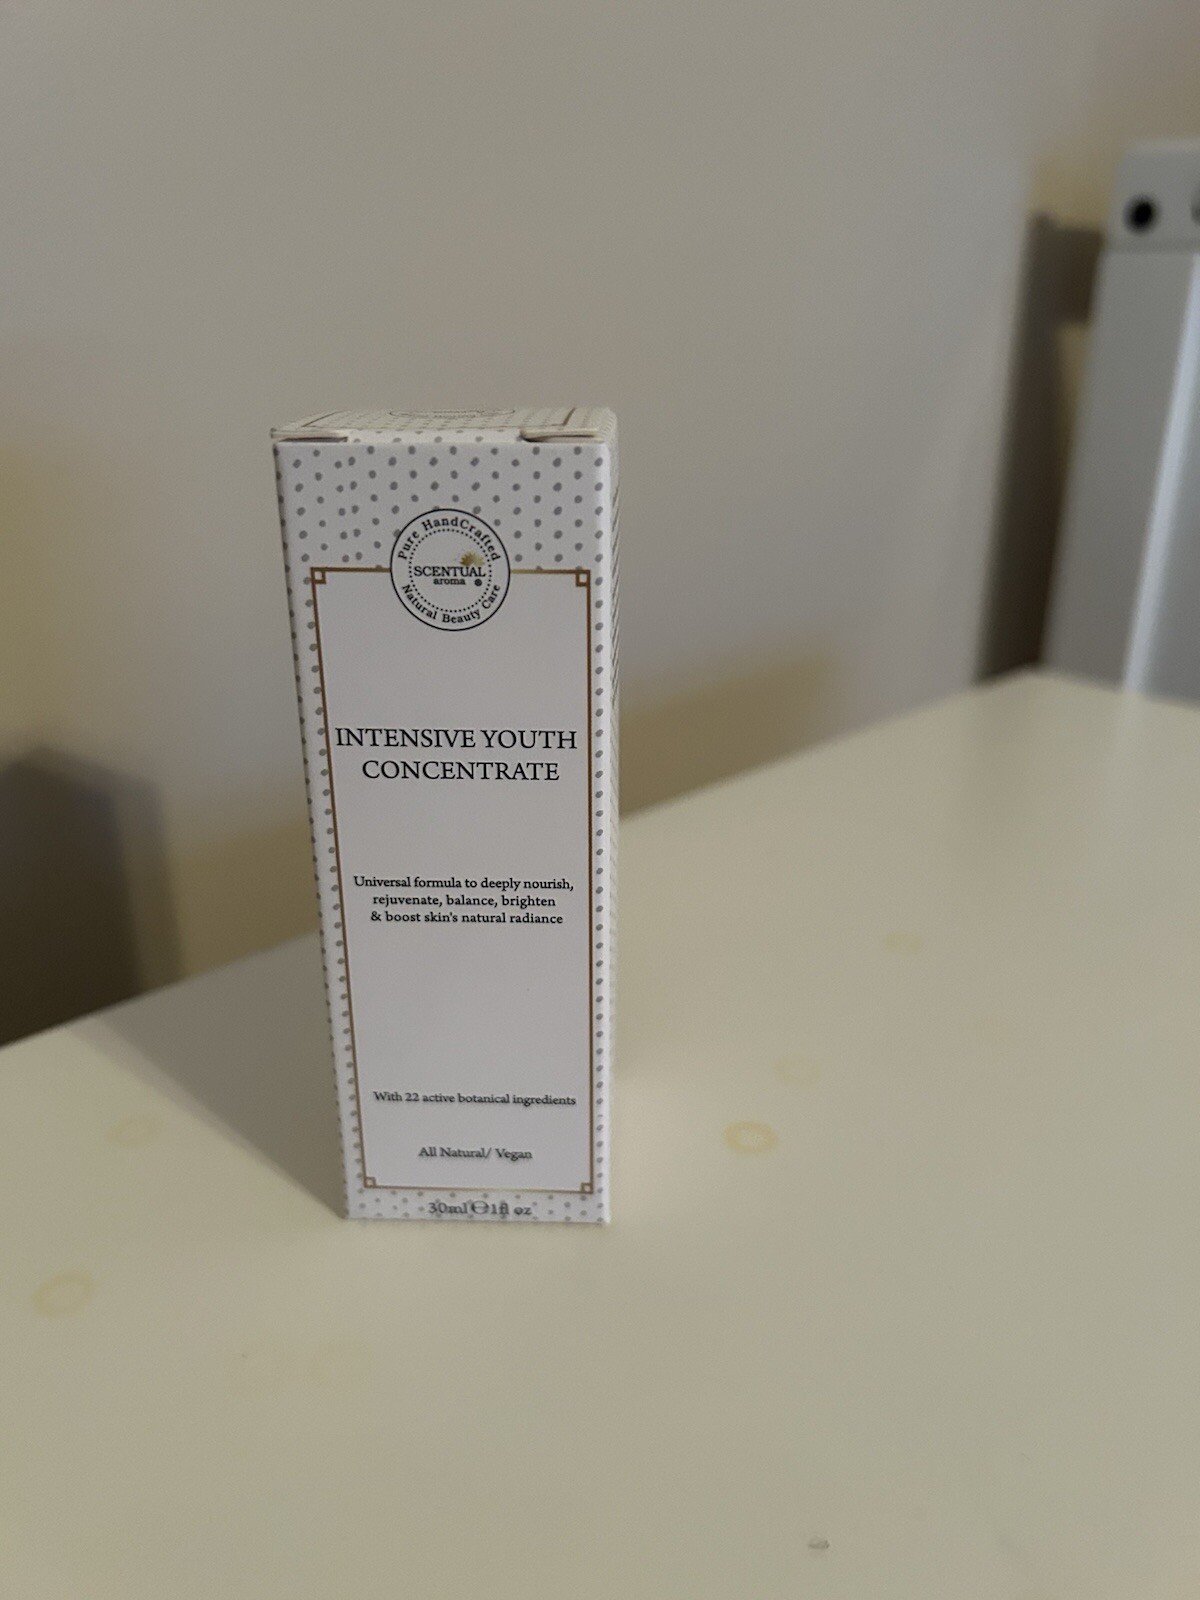 Pure HandCrafted
SCENTUAL
aroma
Natural Beauty Care
INTENSIVE YOUTH
CONCENTRATE
Universal formula to deeply nourish,
rejuvenate, balance, brighten
& boost skin's natural radiance
With 22 active botanical ingredients
All Natural/ Vegan
30ml ℮ 1fl oz